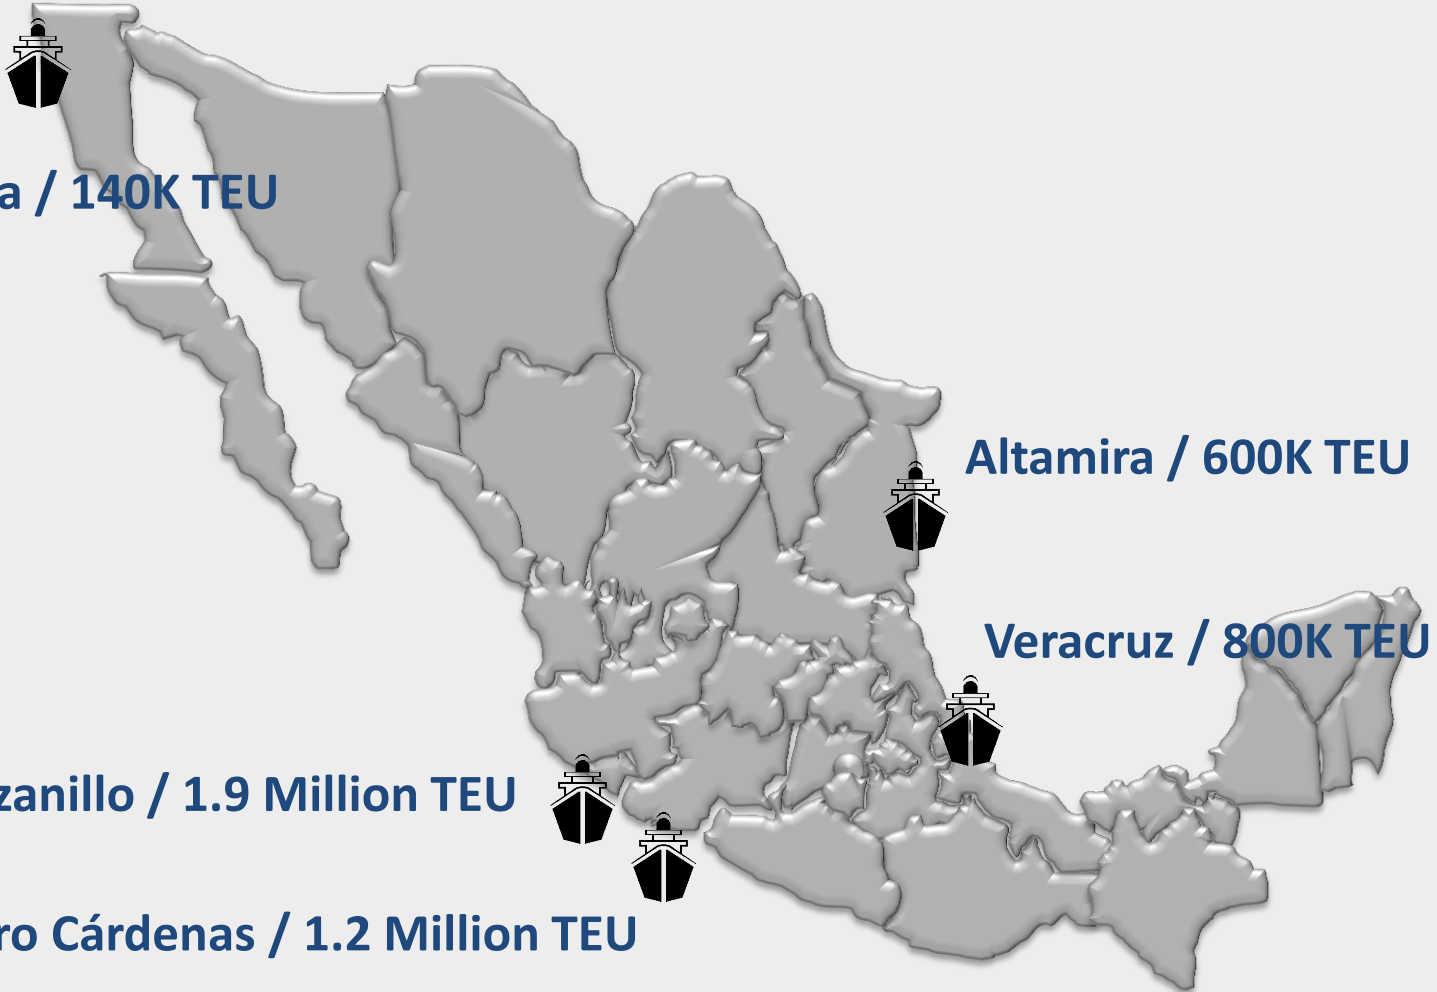 a / 140K TEU
Altamira / 600K TEU
Veracruz / 800K TEU
zanillo / 1.9 Million TEU
ro Cárdenas / 1.2 Million TEU